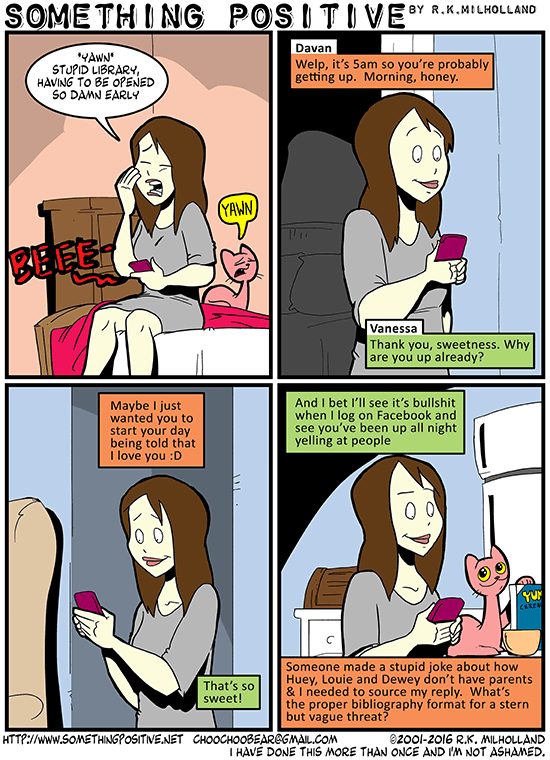 SOMETHING POSITIVE BY R.K.MILHOLLAND
*YAWN*
STUPID LIBRARY,
HAVING TO BE OPENED
SO DAMN EARLY
YAWN
BEEE-
Davan
Welp, it's 5am so you're probably
getting up. Morning, honey.
Vanessa
Thank you, sweetness. Why
are you up already?
Maybe I just
wanted you to
start your day
being told that
I love you :D
That's so
sweet!
And I bet I'll see it's bullshit
when I log on Facebook and
see you've been up all night
yelling at people
YUM
CEREA
Someone made a stupid joke about how
Huey, Louie and Dewey don't have parents
& I needed to source my reply. What's
the proper bibliography format for a stern
but vague threat?
HTTP://WWW.SOMETHINGPOSITIVE.NET CHOOCHOOBEAR@GMAIL.COM ©2001-2016 R.K. MILHOLLAND
I HAVE DONE THIS MORE THAN ONCE AND I'M NOT ASHAMED.